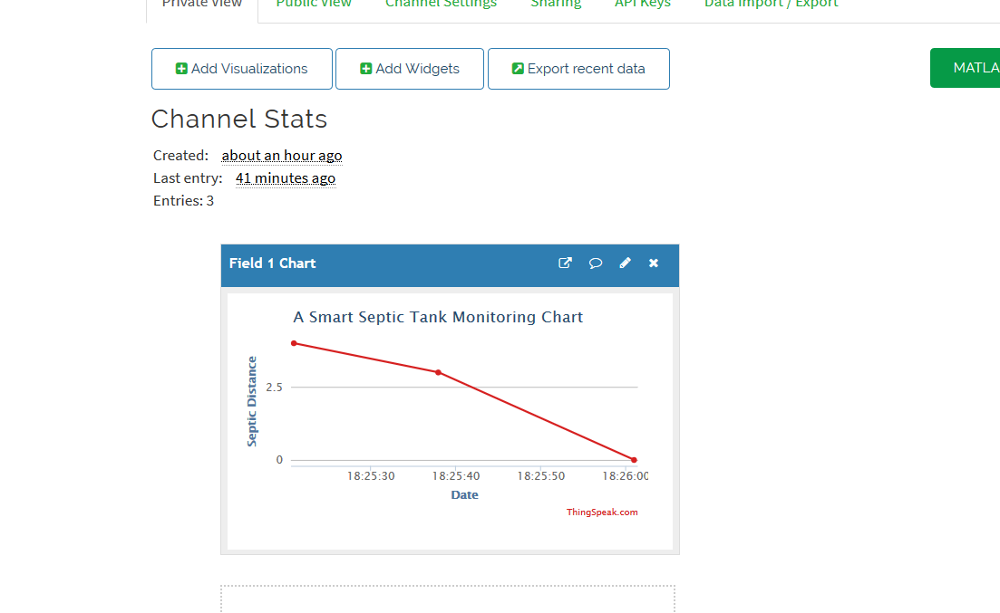 Private View Public View Channel Settings Sharing API Keys Data Import / Export
Add Visualizations Add Widgets Export recent data MATLA
Channel Stats
Created: about an hour ago
Last entry: 41 minutes ago
Entries: 3
Field 1 Chart
A Smart Septic Tank Monitoring Chart
Septic Distance
2.5
0
18:25:30 18:25:40 18:25:50 18:26:00
Date
ThingSpeak.com